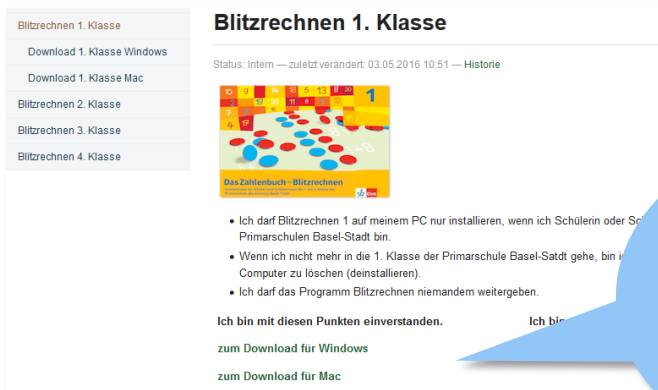 Blitzrechnen 1. Klasse
Download 1. Klasse Windows
Download 1. Klasse Mac
Blitzrechnen 2. Klasse
Blitzrechnen 3. Klasse
Blitzrechnen 4. Klasse
Blitzrechnen 1. Klasse
Status: Intern — zuletzt verändert: 03.05.2016 10:51 — Historie
1
Das Zahlenbuch – Blitzrechnen
• Ich darf Blitzrechnen 1 auf meinem PC nur installieren, wenn ich Schülerin oder
Primarschulen Basel-Stadt bin.
• Wenn ich nicht mehr in die 1. Klasse der Primarschule Basel-Satdt gehe, bin
Computer zu löschen (deinstallieren).
• Ich darf das Programm Blitzrechnen niemandem weitergeben.
Ich bin mit diesen Punkten einverstanden.
Ich
zum Download für Windows
zum Download für Mac